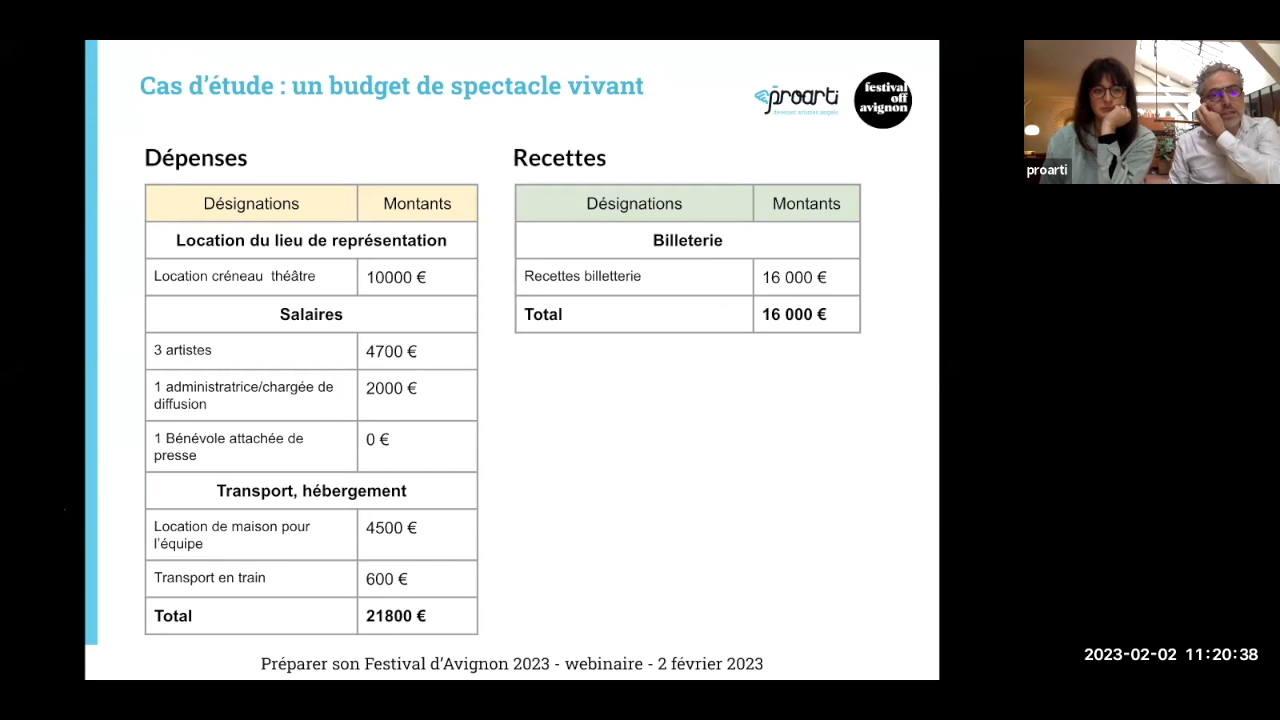 Cas d'étude : un budget de spectacle vivant
proarti
devenez artistes associés
festival
off
avignon
proarti
Dépenses
Désignations Montants
Location du lieu de représentation
Location créneau théâtre 10000 €
Salaires
3 artistes 4700 €
1 administratrice/chargée de 2000 €
diffusion
1 Bénévole attachée de 0 €
presse
Transport, hébergement
Location de maison pour 4500 €
l'équipe
Transport en train 600 €
Total 21800 €
Recettes
Désignations Montants
Billeterie
Recettes billetterie 16 000 €
Total 16 000 €
Préparer son Festival d'Avignon 2023 - webinaire - 2 février 2023
2023-02-02 11:20:38